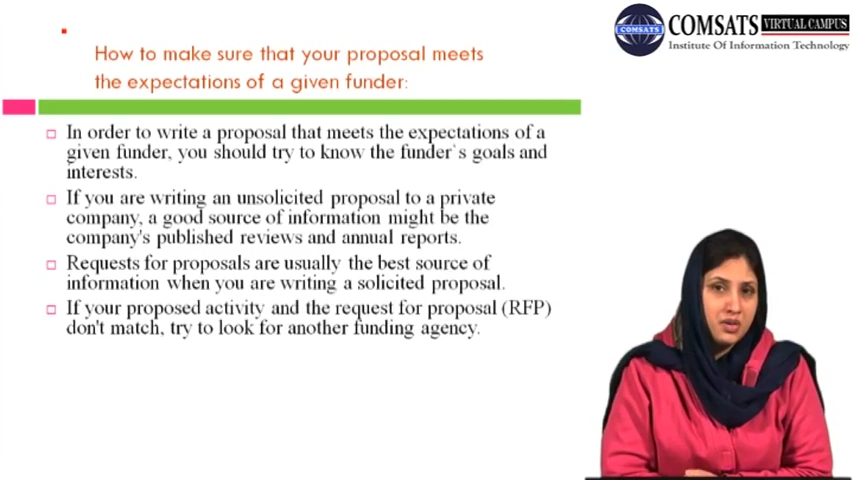 COMSATS VIRTUAL CAMPUS
COMSATS
Institute Of Information Technology
How to make sure that your proposal meets
the expectations of a given funder:
In order to write a proposal that meets the expectations of a
given funder, you should try to know the funder`s goals and
interests.
If you are writing an unsolicited proposal to a private
company, a good source of information might be the
company's published reviews and annual reports.
Requests for proposals are usually the best source of
information when you are writing a solicited proposal.
If your proposed activity and the request for proposal (RFP)
don't match, try to look for another funding agency.